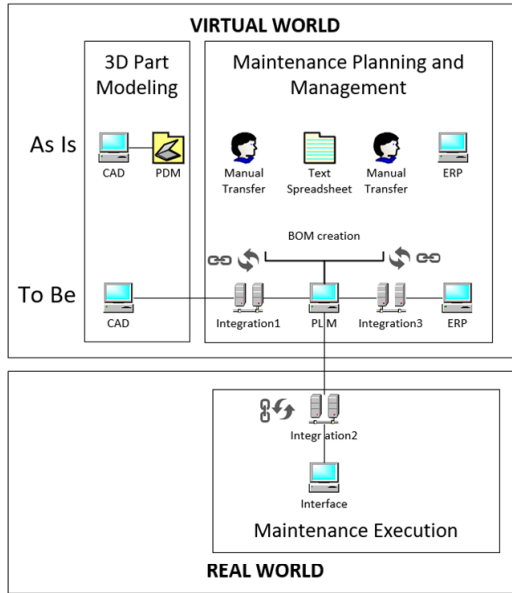 VIRTUAL WORLD
3D Part
Modeling
Maintenance Planning and
Management
As Is
CAD
PDM
Manual
Transfer
Text
Spreadsheet
Manual
Transfer
ERP
BOM creation
To Be
CAD
Integration1
PLM
Integration3
ERP
Integration2
Interface
Maintenance Execution
REAL WORLD